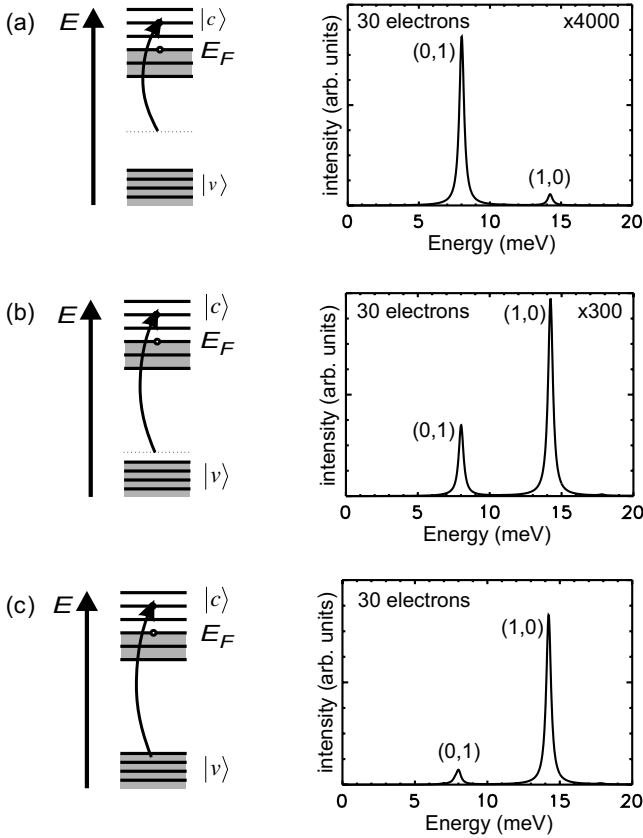 (a)
E
|c⟩
E_F
|v⟩
30 electrons x4000
(0,1)
(1,0)
intensity (arb. units)
0 5 10 15 20
Energy (meV)
(b)
E
|c⟩
E_F
|v⟩
30 electrons x300
(1,0)
(0,1)
intensity (arb. units)
0 5 10 15 20
Energy (meV)
(c)
E
|c⟩
E_F
|v⟩
30 electrons
(1,0)
(0,1)
intensity (arb. units)
0 5 10 15 20
Energy (meV)